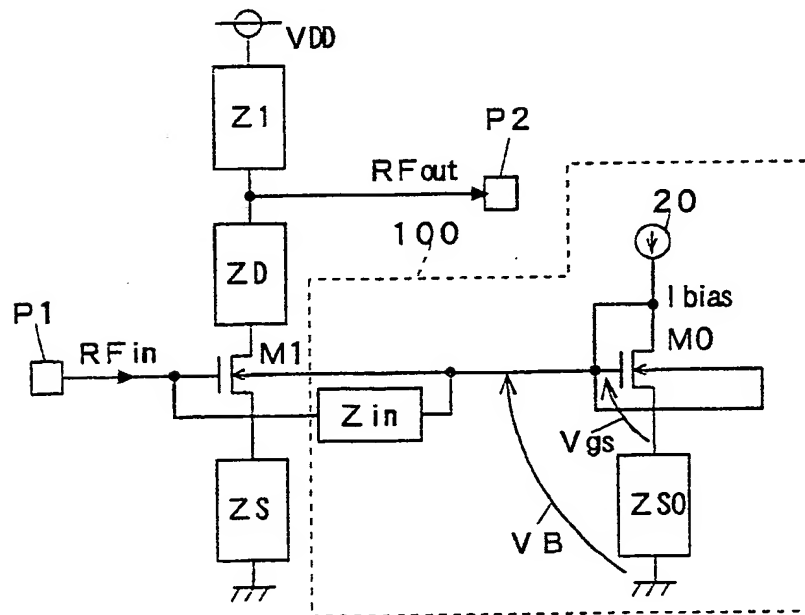 VDD
Z1
P2
RFout
20
100
ZD
Ibias
P1
M0
RFin
M1
Zin
Vgs
ZS
ZS0
VB